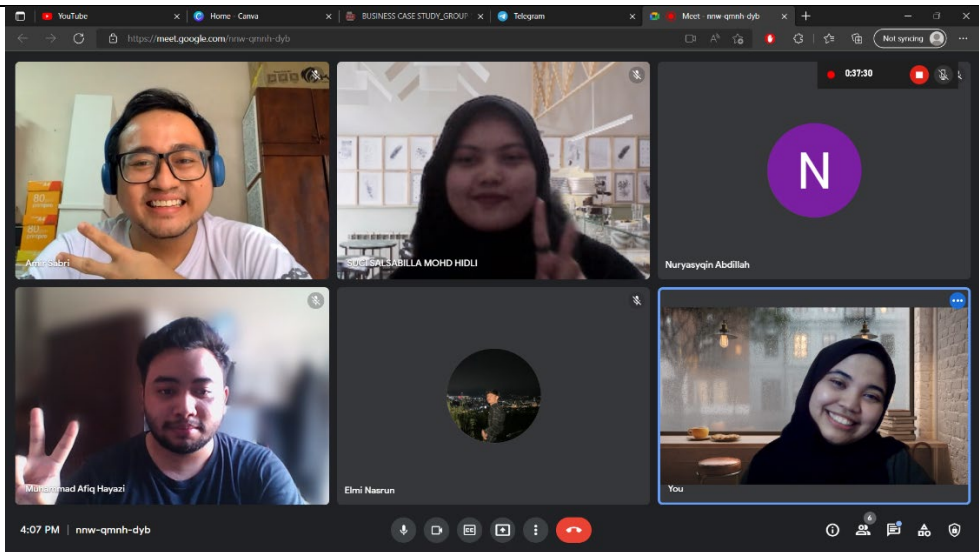 YouTube
Home - Canva
BUSINESS CASE STUDY_GROUP
Telegram
Meet - nnw-qmnh-dyb
https://meet.google.com/nnw-qmnh-dyb
Not syncing
0:37:30
80
80
Amir Sabri
SUCI SALSABILLA MOHD HIDLI
N
Nuryasyqin Abdillah
Muhammad Afiq Hayazi
Elmi Nasrun
You
4:07 PM | nnw-qmnh-dyb
6